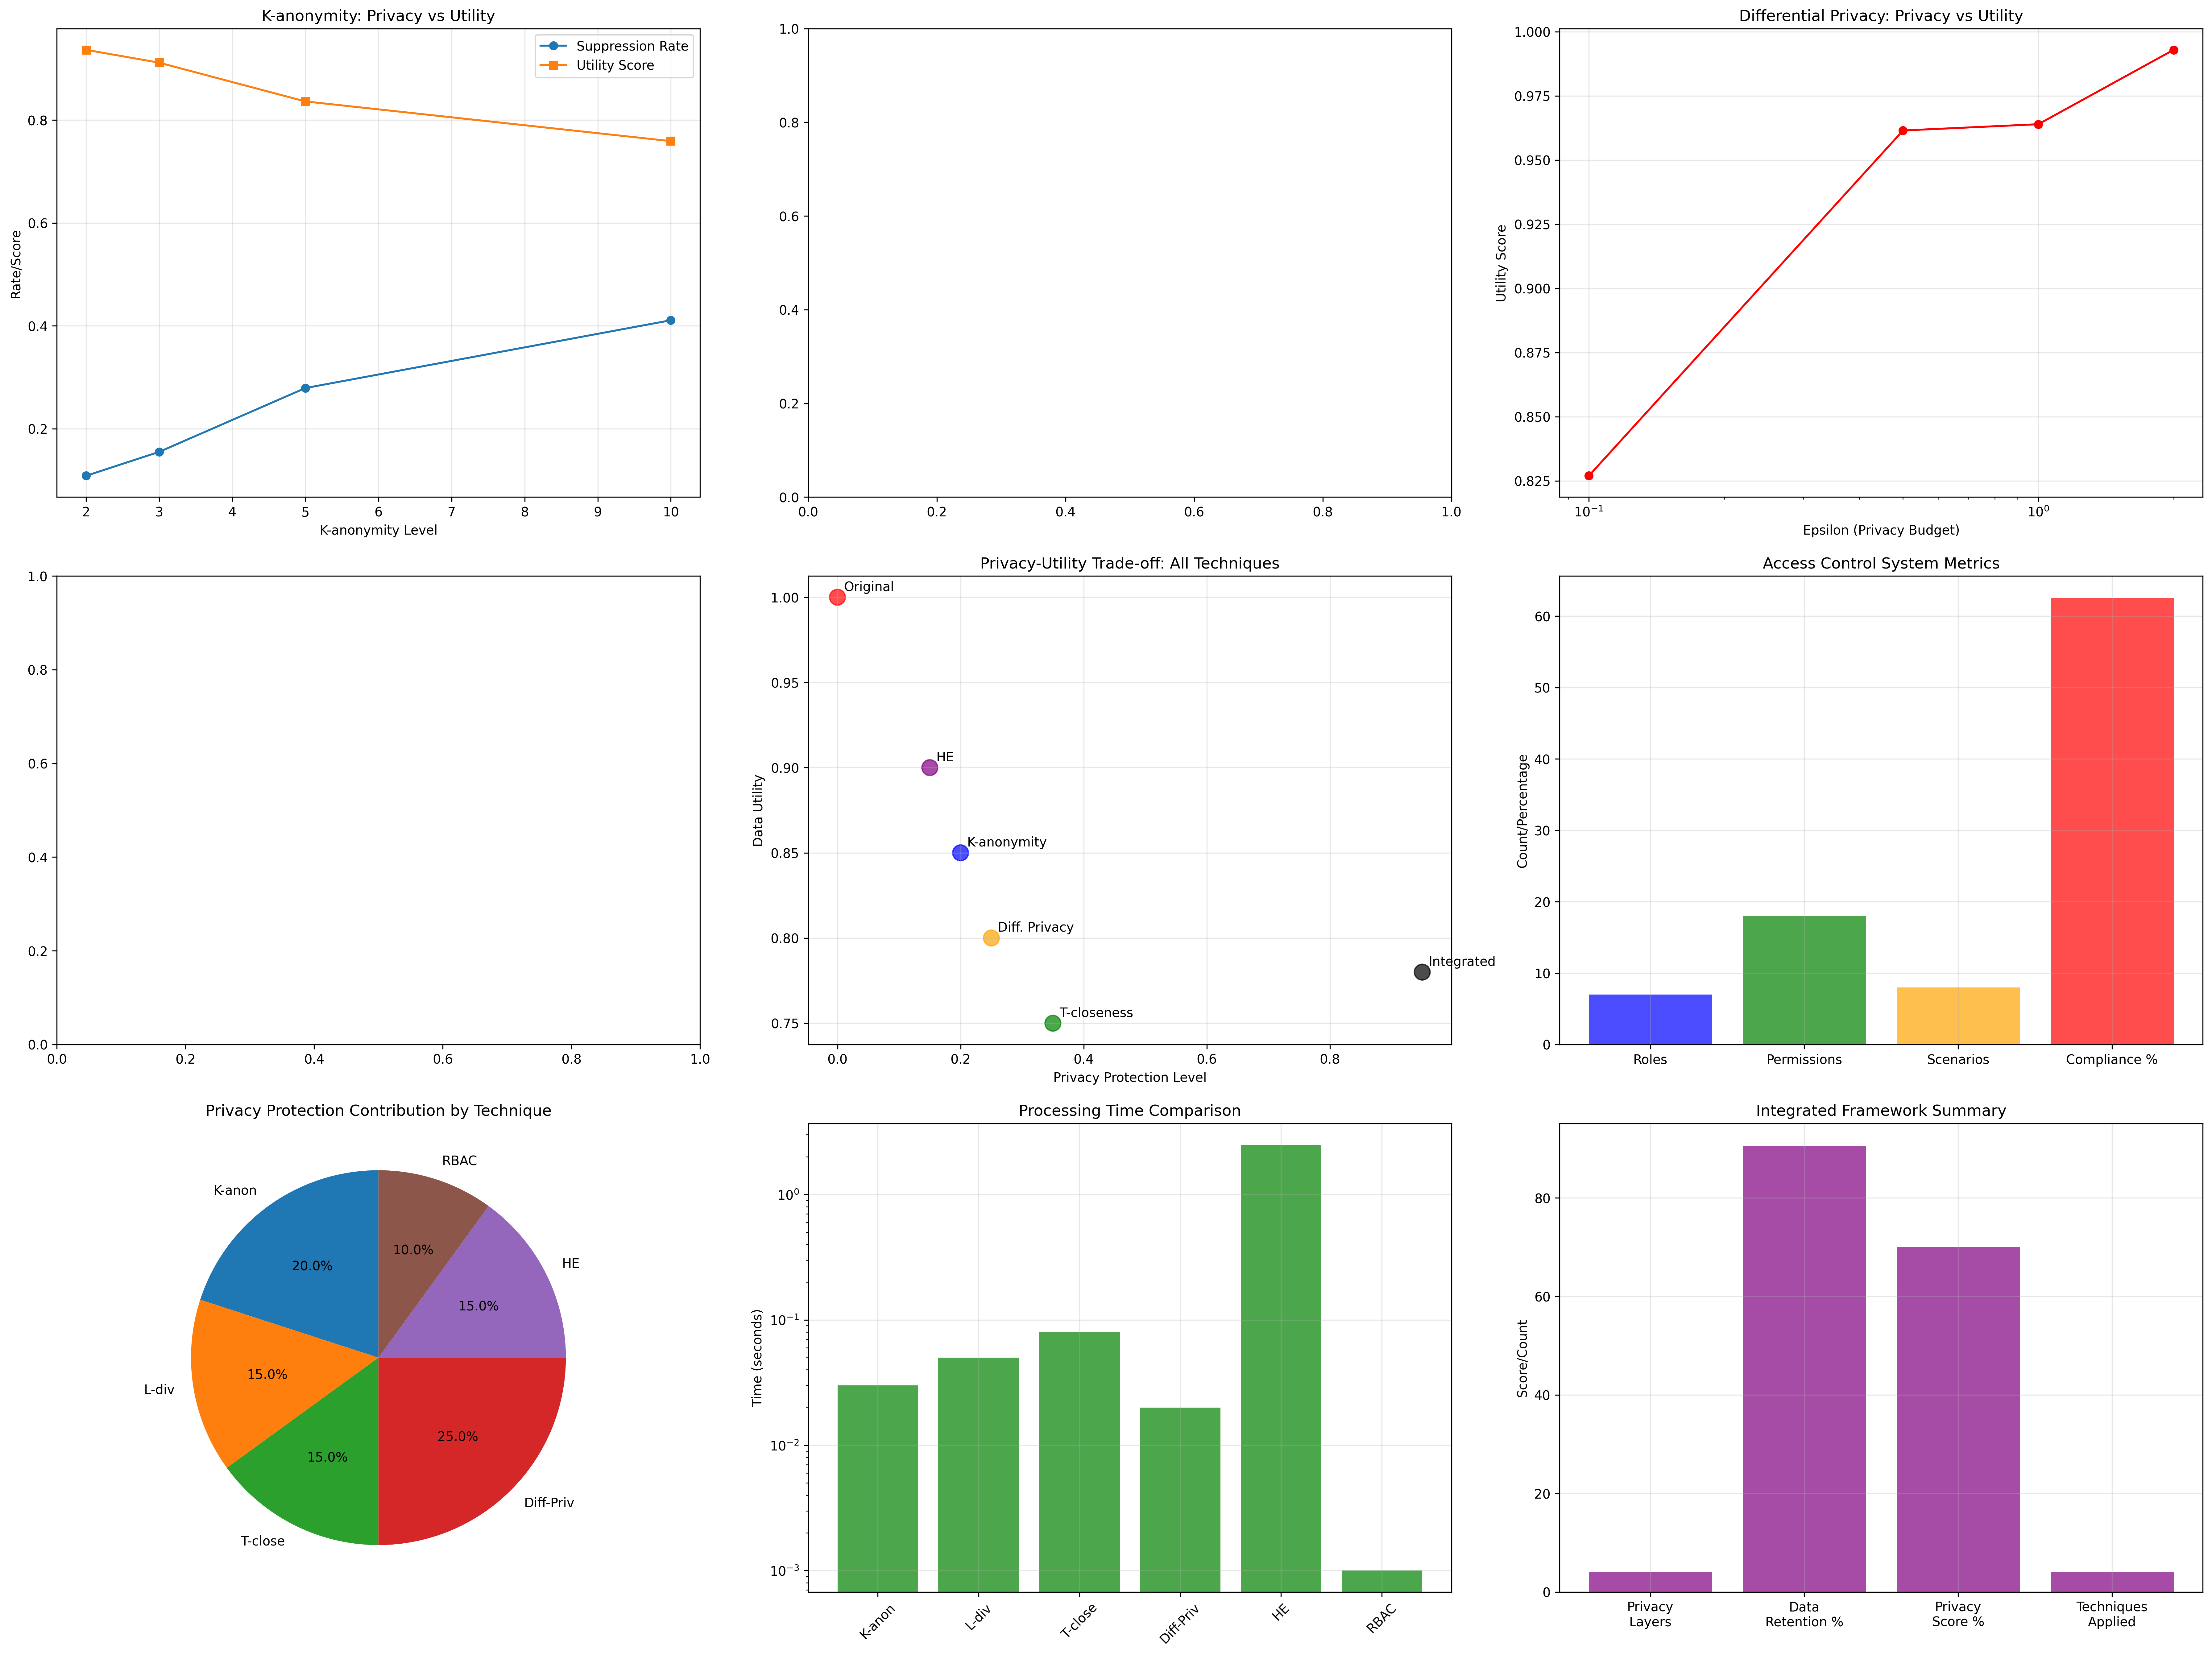 K-anonymity: Privacy vs Utility
Suppression Rate
Utility Score
Rate/Score
0.8
0.6
0.4
0.2
2 3 4 5 6 7 8 9 10
K-anonymity Level
1.0
0.8
0.6
0.4
0.2
0.0
0.0 0.2 0.4 0.6 0.8 1.0
Differential Privacy: Privacy vs Utility
Utility Score
1.000
0.975
0.950
0.925
0.900
0.875
0.850
0.825
10⁻¹ 10⁰
Epsilon (Privacy Budget)
1.0
0.8
0.6
0.4
0.2
0.0
0.0 0.2 0.4 0.6 0.8 1.0
Privacy-Utility Trade-off: All Techniques
Data Utility
1.00
0.95
0.90
0.85
0.80
0.75
Original
HE
K-anonymity
Diff. Privacy
Integrated
T-closeness
0.0 0.2 0.4 0.6 0.8
Privacy Protection Level
Access Control System Metrics
Count/Percentage
60
50
40
30
20
10
0
Roles Permissions Scenarios Compliance %
Privacy Protection Contribution by Technique
RBAC
K-anon
10.0%
20.0%
HE
15.0%
15.0%
L-div
25.0%
15.0%
Diff-Priv
T-close
Processing Time Comparison
Time (seconds)
10⁰
10⁻¹
10⁻²
10⁻³
K-anon L-div T-close Diff-Priv HE RBAC
Integrated Framework Summary
Score/Count
80
60
40
20
0
Privacy Layers
Data Retention %
Privacy Score %
Techniques Applied